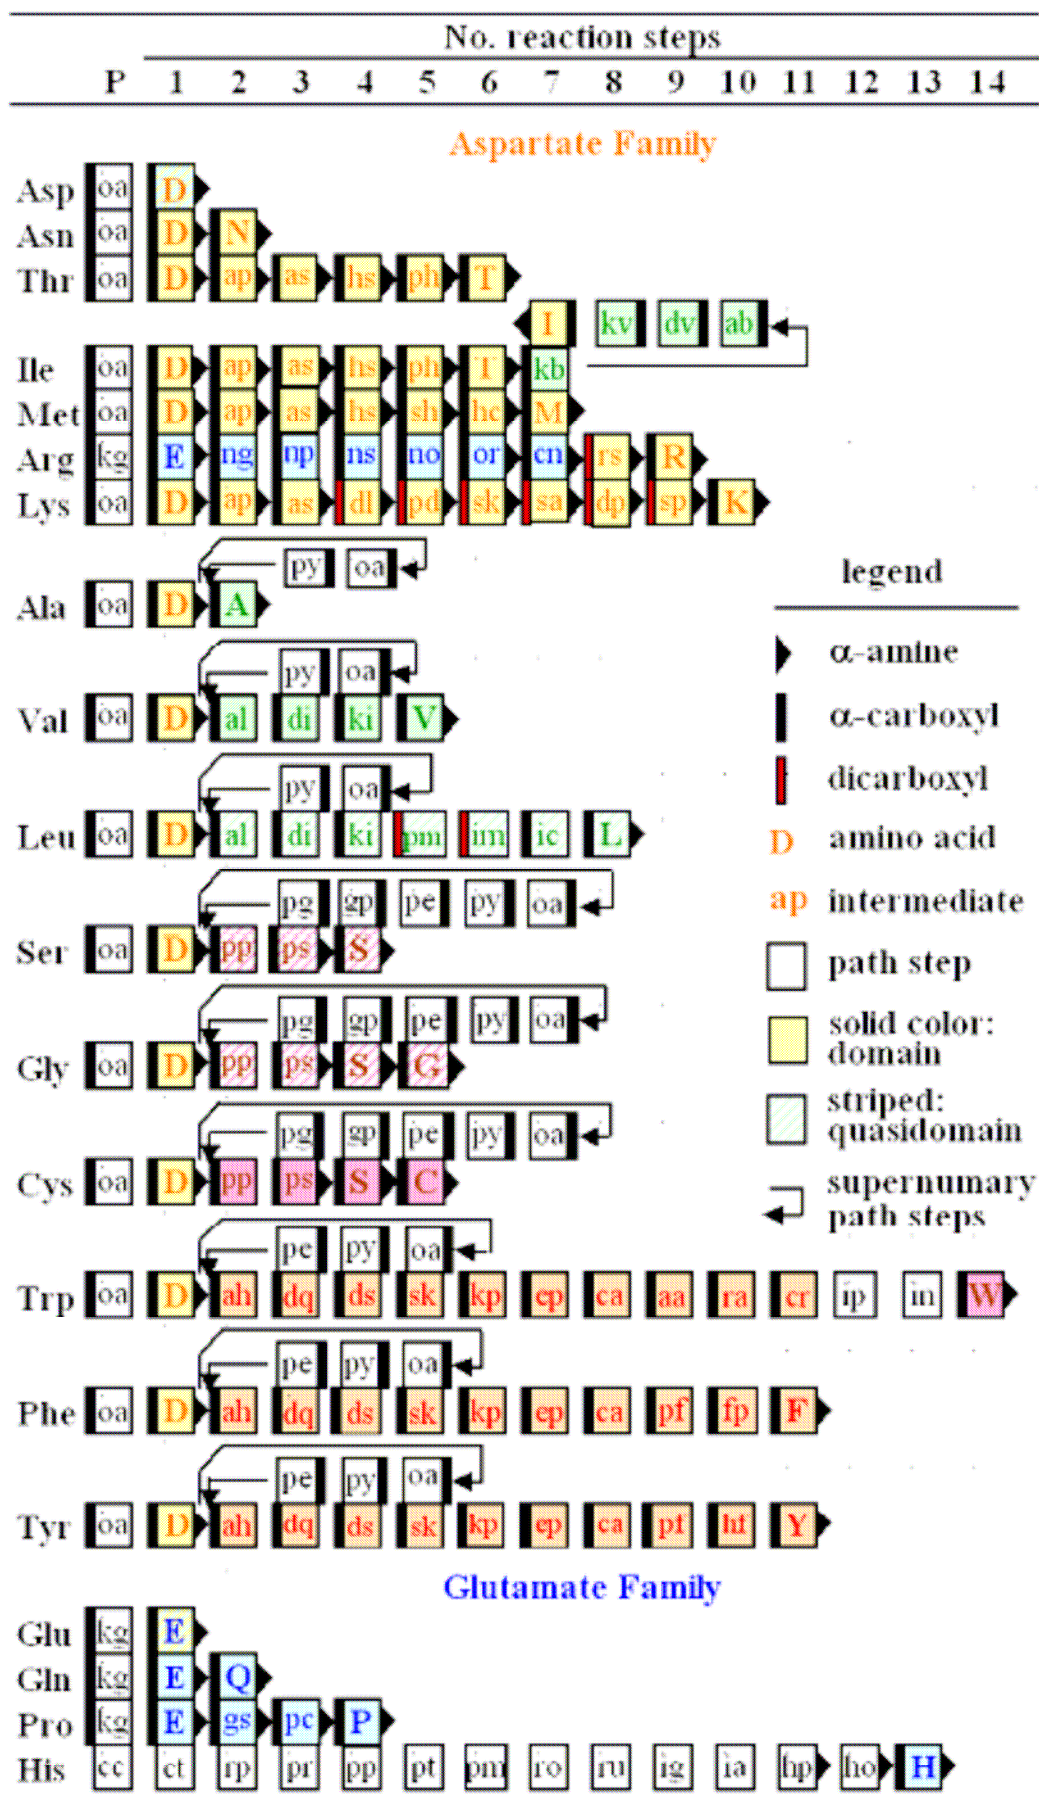 No. reaction steps
P 1 2 3 4 5 6 7 8 9 10 11 12 13 14
Aspartate Family
Asp oa D
Asn oa D N
Thr oa D ap as hs ph T
I kv dv ab
Ile oa D ap as hs ph T kb
Met oa D ap as hs sh hc M
Arg kg E ng np ns no or cn rs R
Lys oa D ap as dl pd sk sa dp sp K
py oa
Ala oa D A
py oa
Val oa D al di ki V
py oa
Leu oa D al di ki pm im ic L
pg gp pe py oa
Ser oa D pp ps S
pg gp pe py oa
Gly oa D pp ps S G
pg gp pe py oa
Cys oa D pp ps S C
pe py oa
Trp oa D ah dq ds sk kp ep ca aa ra cr ip in W
pe py oa
Phe oa D ah dq ds sk kp ep ca pf fp F
pe py oa
Tyr oa D ah dq ds sk kp ep ca pf hf Y
legend
α-amine
α-carboxyl
dicarboxyl
D amino acid
ap intermediate
path step
solid color:
domain
striped:
quasidomain
supernumary
path steps
Glutamate Family
Glu kg E
Gln kg E Q
Pro kg E gs pc P
His cc ct rp pr pp pt pm ro ru ig ia hp ho H